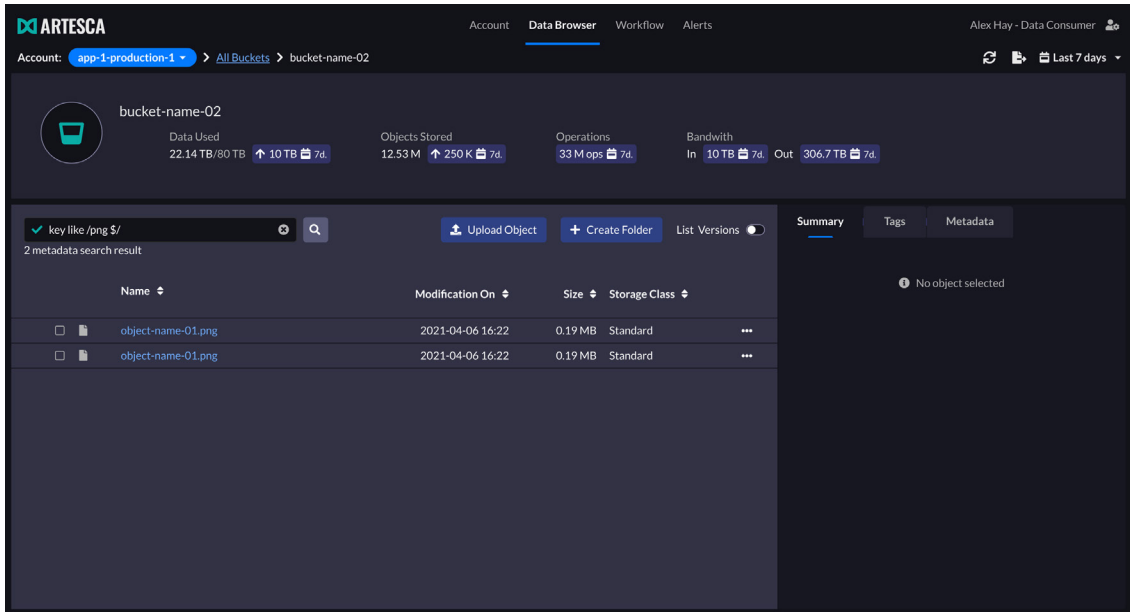 ARTESCA
Account Data Browser Workflow Alerts
Alex Hay - Data Consumer
Account: app-1-production-1 > All Buckets > bucket-name-02
Last 7 days
bucket-name-02
Data Used Objects Stored Operations Bandwith
22.14 TB/80 TB 10 TB 7d. 12.53 M 250 K 7d. 33 M ops 7d. In 10 TB 7d. Out 306.7 TB 7d.
key like /png $/
Upload Object + Create Folder List Versions
2 metadata search result
Name Modification On Size Storage Class
object-name-01.png 2021-04-06 16:22 0.19 MB Standard •••
object-name-01.png 2021-04-06 16:22 0.19 MB Standard •••
Summary Tags Metadata
No object selected